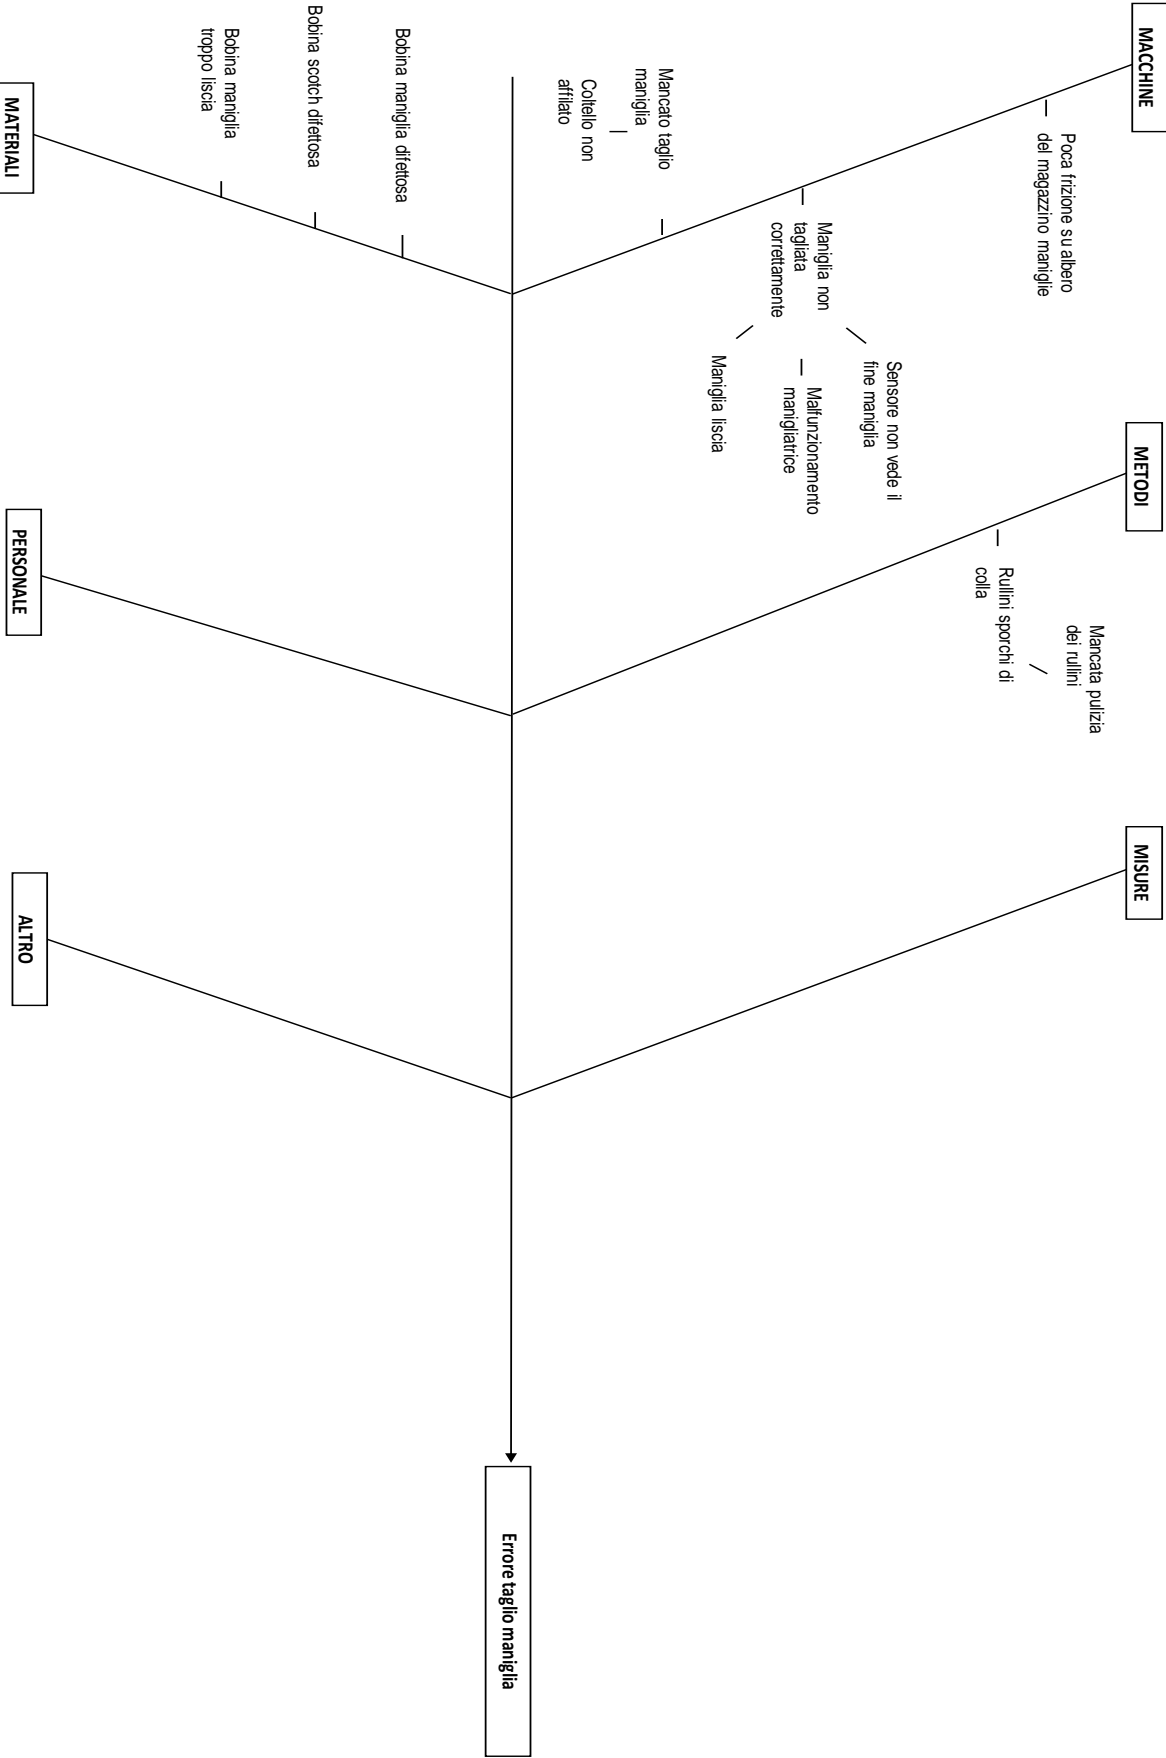 MACCHINE
METODI
MISURE
Poca frizione su albero
del magazzino maniglie
Mancata pulizia
dei rullini
Rullini sporchi di
colla
Sensore non vede il
fine maniglia
Maniglia non
tagliata
correttamente
Malfunzionamento
manigliatrice
Maniglia liscia
Mancato taglio
maniglia
Coltello non
affilato
Errore taglio maniglia
Bobina maniglia difettosa
Bobina scotch difettosa
Bobina maniglia
troppo liscia
MATERIALI
PERSONALE
ALTRO